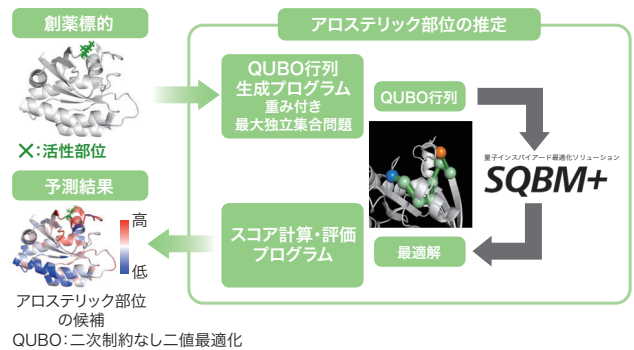 創薬標的
×:活性部位
予測結果
高
低
アロステリック部位
の候補
QUBO:二次制約なし二値最適化
アロステリック部位の推定
QUBO行列
生成プログラム
重み付き
最大独立集合問題
QUBO行列
量子インスパイアード最適化ソリューション
SQBM+
最適解
スコア計算・評価
プログラム